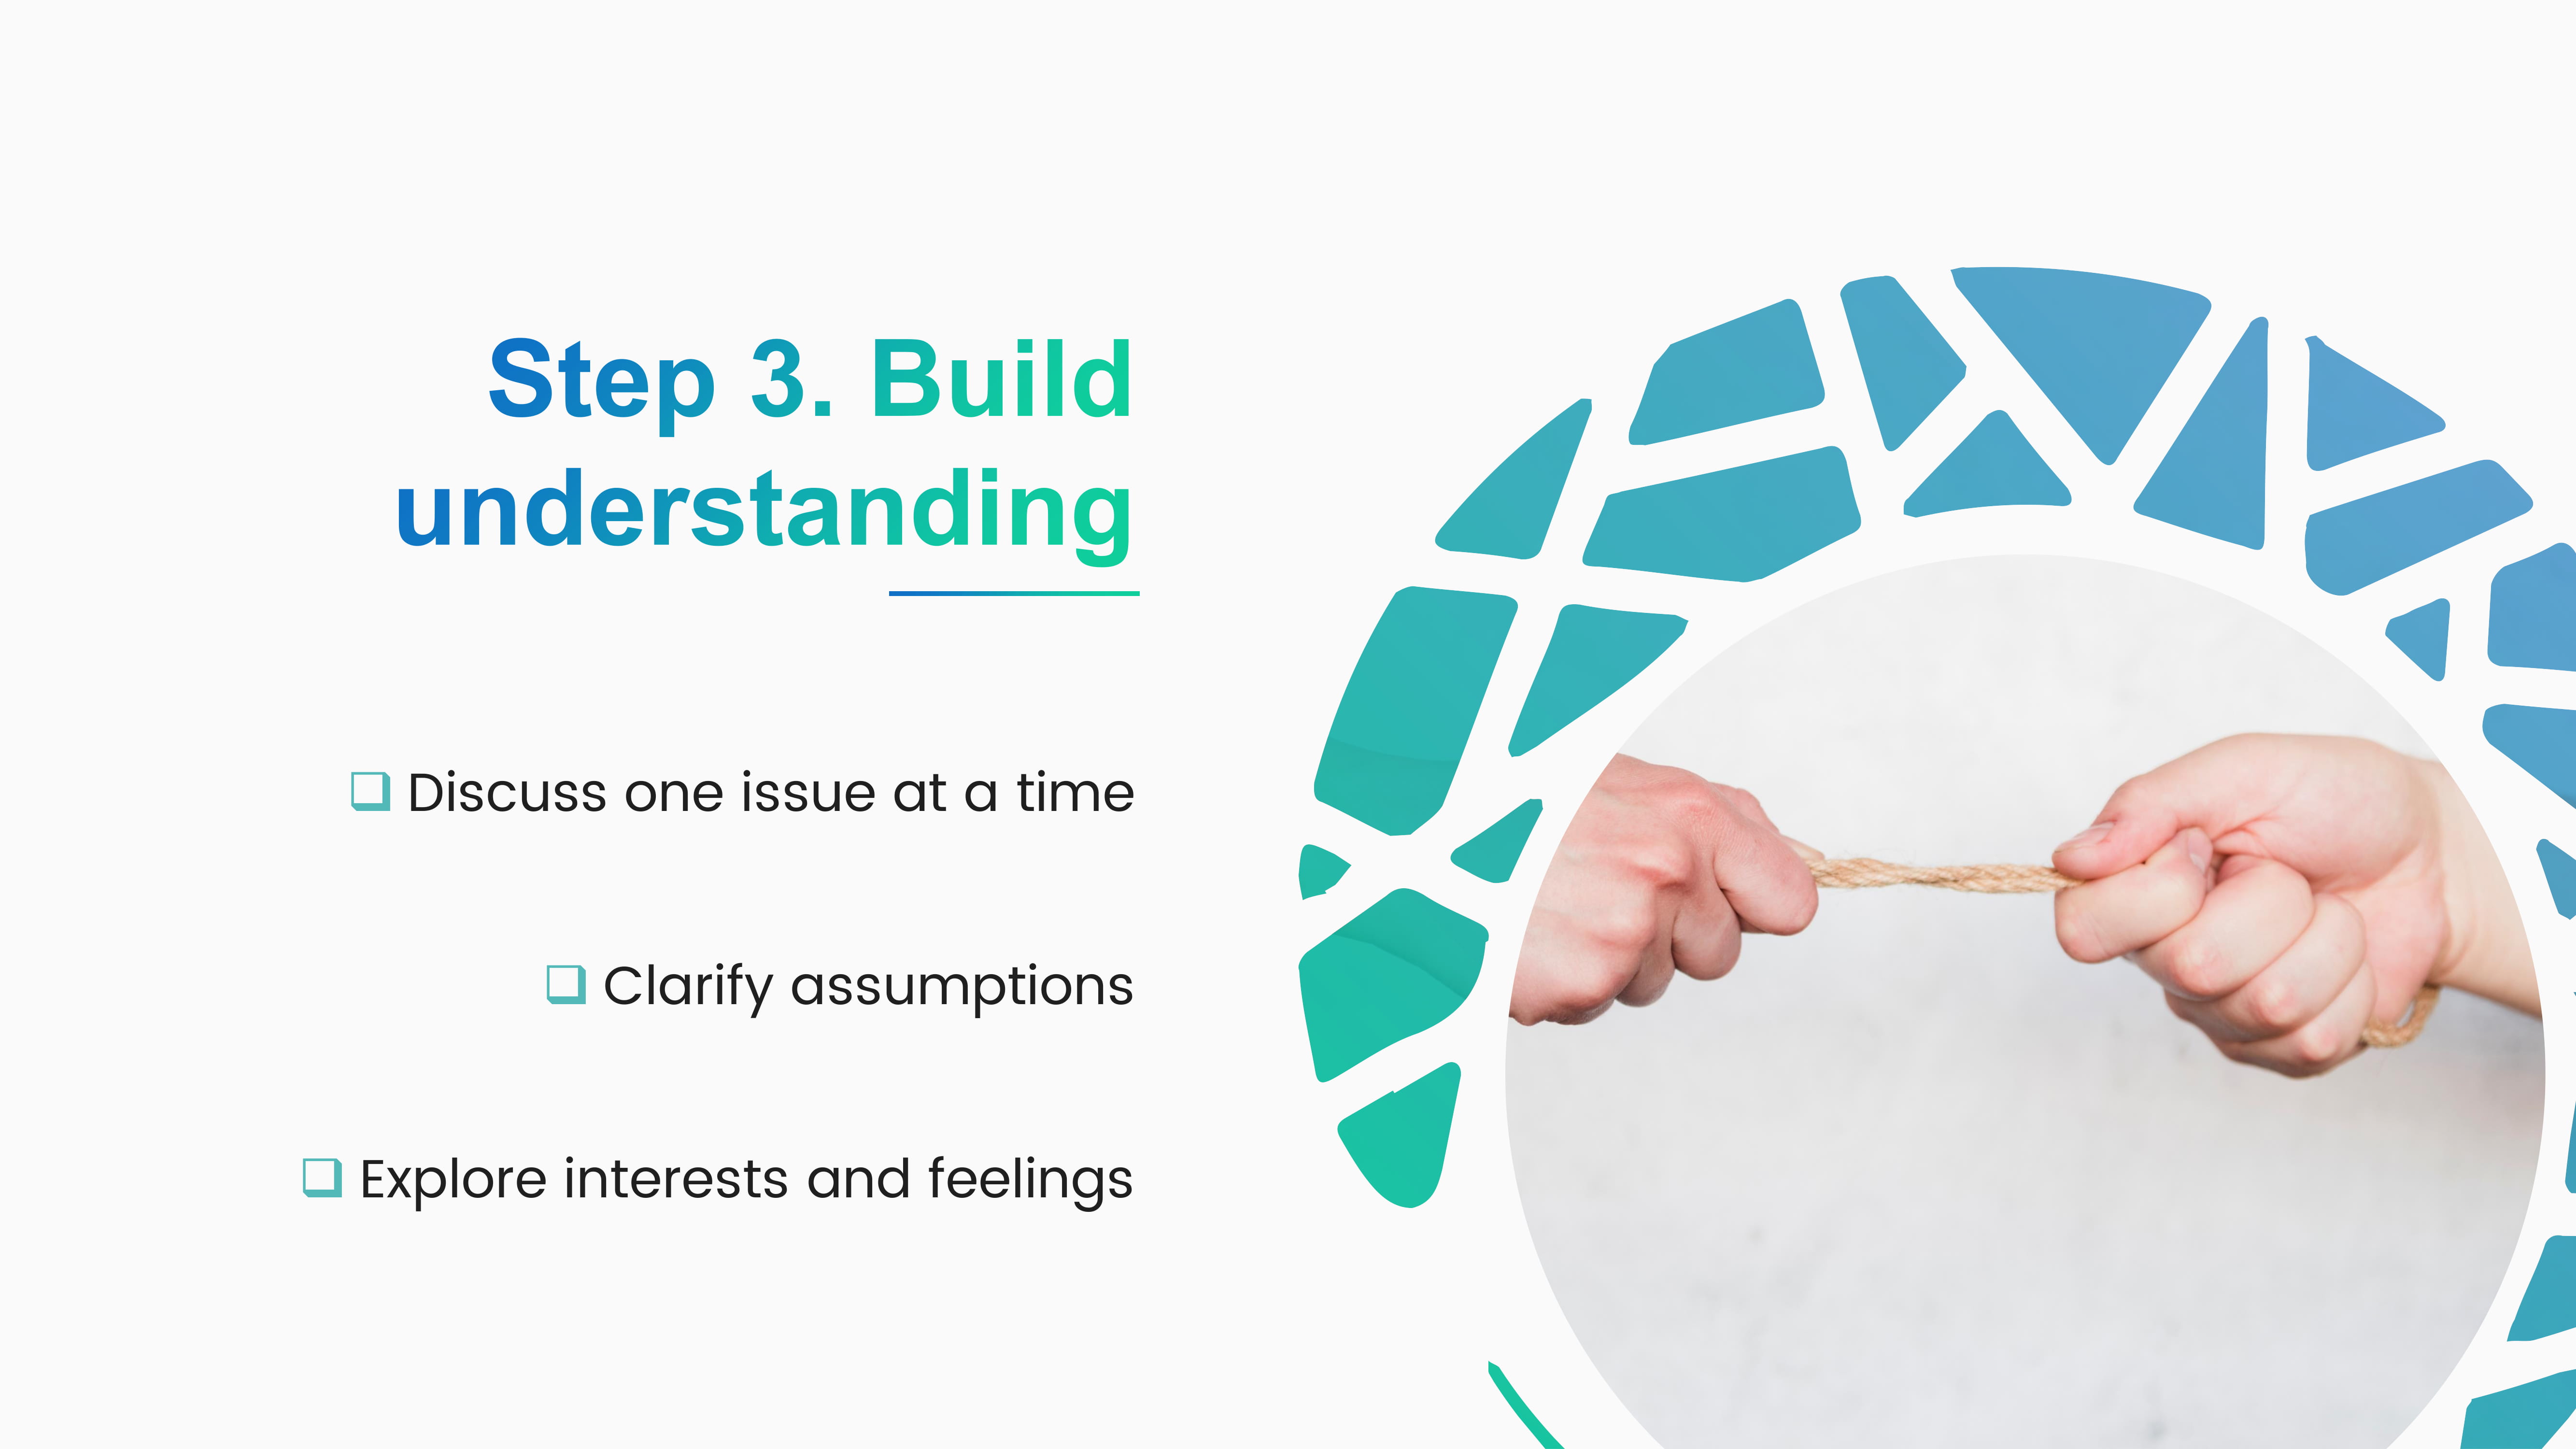 Step 3. Build
understanding
Discuss one issue at a time
Clarify assumptions
Explore interests and feelings